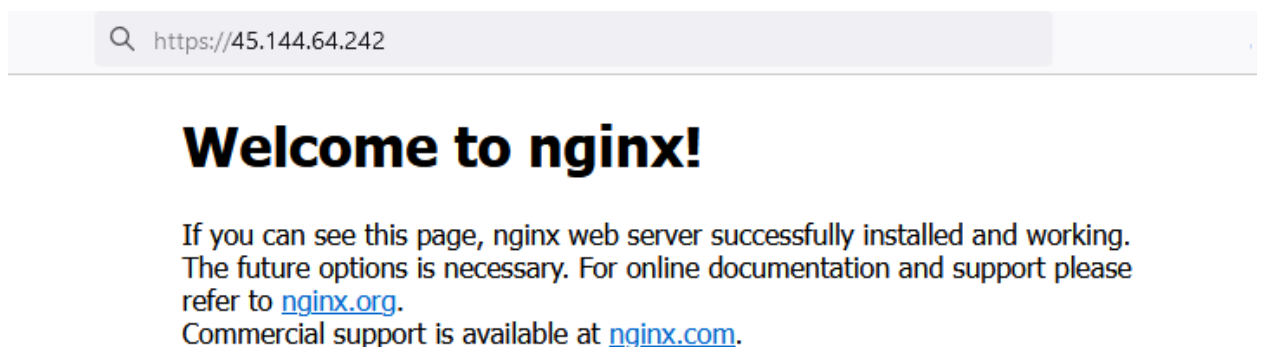 https://45.144.64.242
Welcome to nginx!
If you can see this page, nginx web server successfully installed and working.
The future options is necessary. For online documentation and support please
refer to nginx.org.
Commercial support is available at nginx.com.